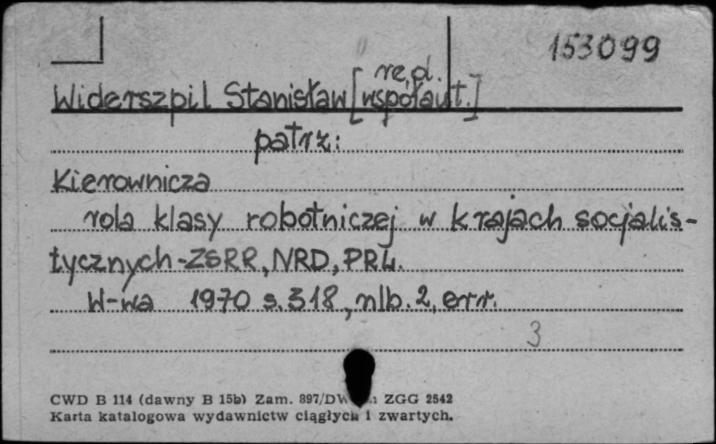 153099
red.
Widerszpil Stanisław [współaut.]
patrz:
Kierownicza
rola klasy robotniczej w krajach socjalis-
tycznych - ZSRR, NRD, PRL.
W-wa 1970 s. 318, nlb. 2, err.
3
CWD B 114 (dawny B 15b) Zam. 897/DW ZGG 2542
Karta katalogowa wydawnictw ciągłych i zwartych.